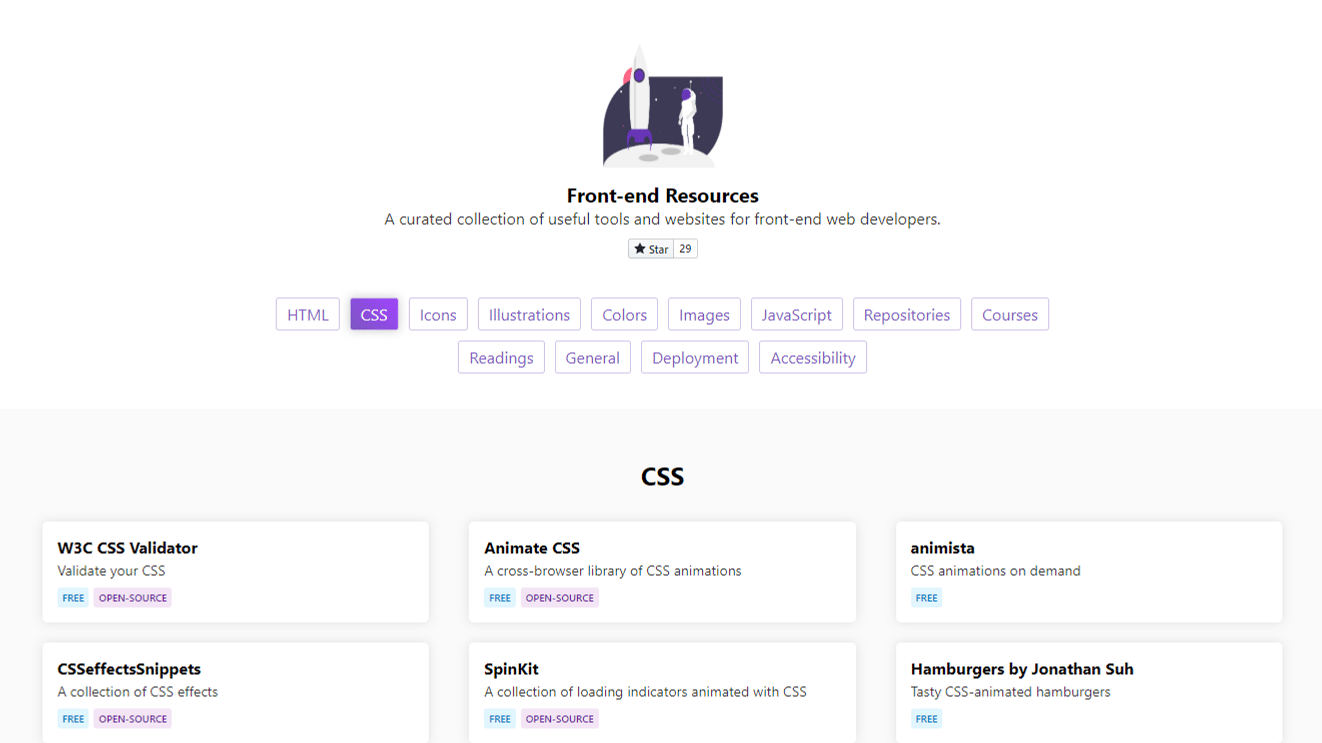 Front-end Resources
A curated collection of useful tools and websites for front-end web developers.
Star 29
HTML CSS Icons Illustrations Colors Images JavaScript Repositories Courses
Readings General Deployment Accessibility
CSS
W3C CSS Validator
Validate your CSS
FREE OPEN-SOURCE
Animate CSS
A cross-browser library of CSS animations
FREE OPEN-SOURCE
animista
CSS animations on demand
FREE
CSSeffectsSnippets
A collection of CSS effects
FREE OPEN-SOURCE
SpinKit
A collection of loading indicators animated with CSS
FREE OPEN-SOURCE
Hamburgers by Jonathan Suh
Tasty CSS-animated hamburgers
FREE